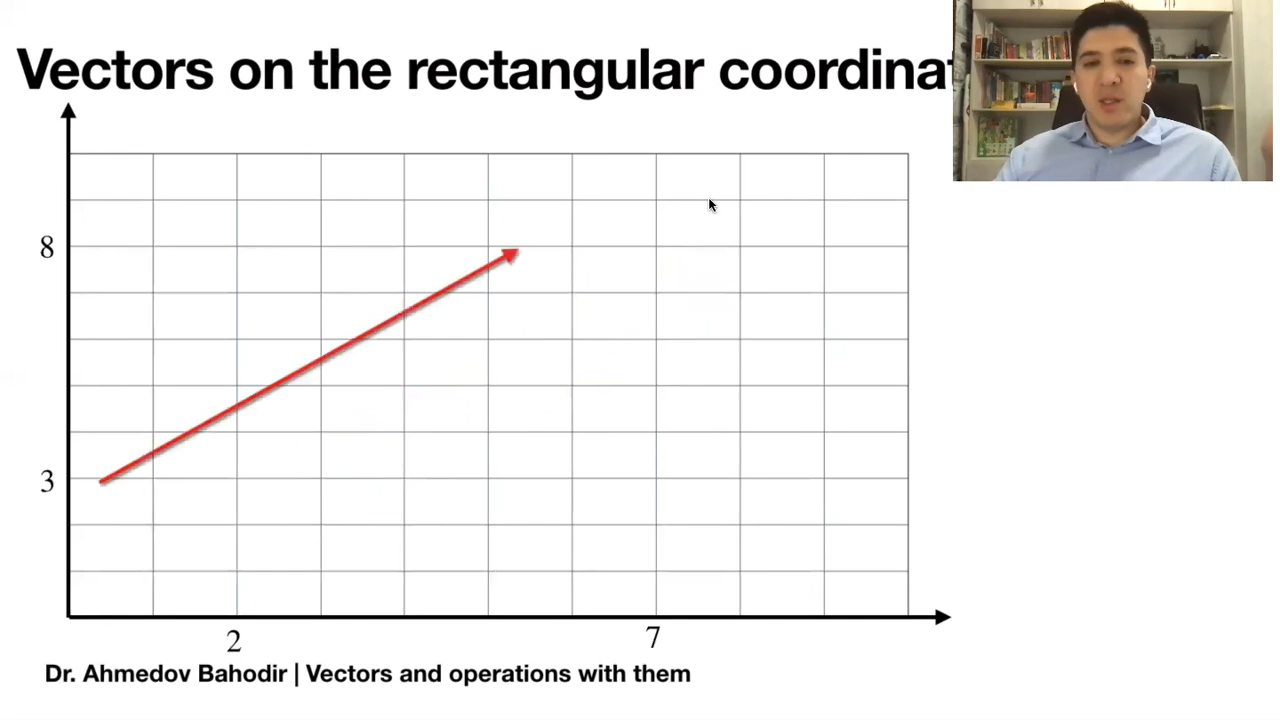 Vectors on the rectangular coordinat
8
3
2
7
Dr. Ahmedov Bahodir | Vectors and operations with them